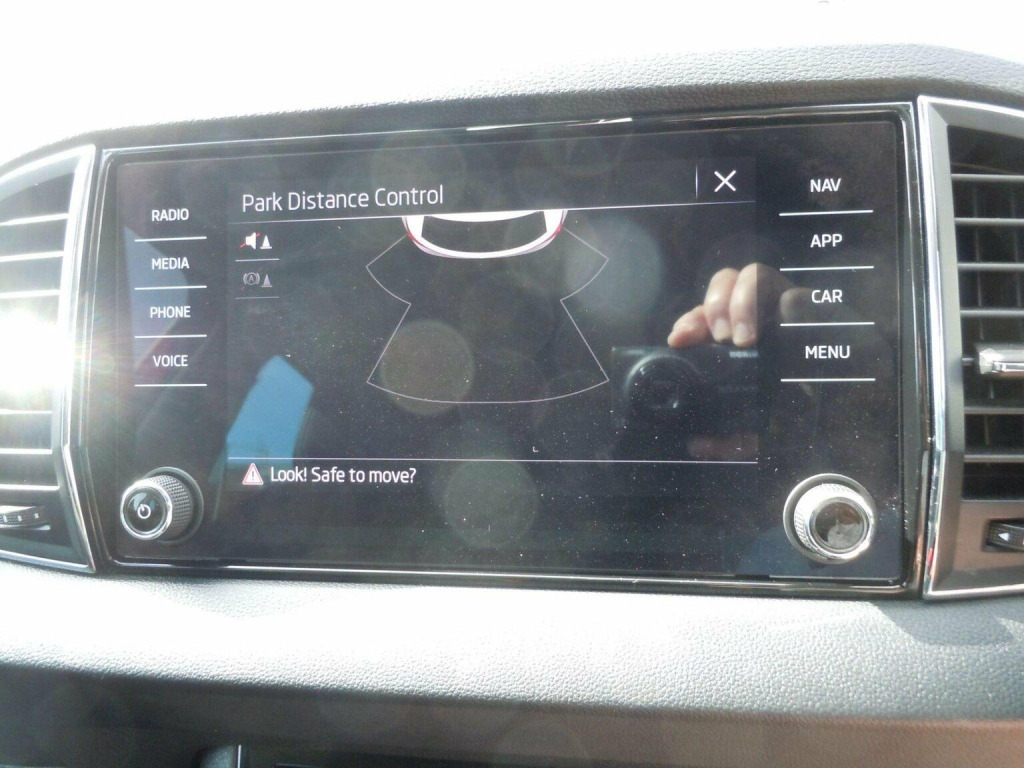 Park Distance Control
RADIO
MEDIA
PHONE
VOICE
NAV
APP
CAR
MENU
Look! Safe to move?